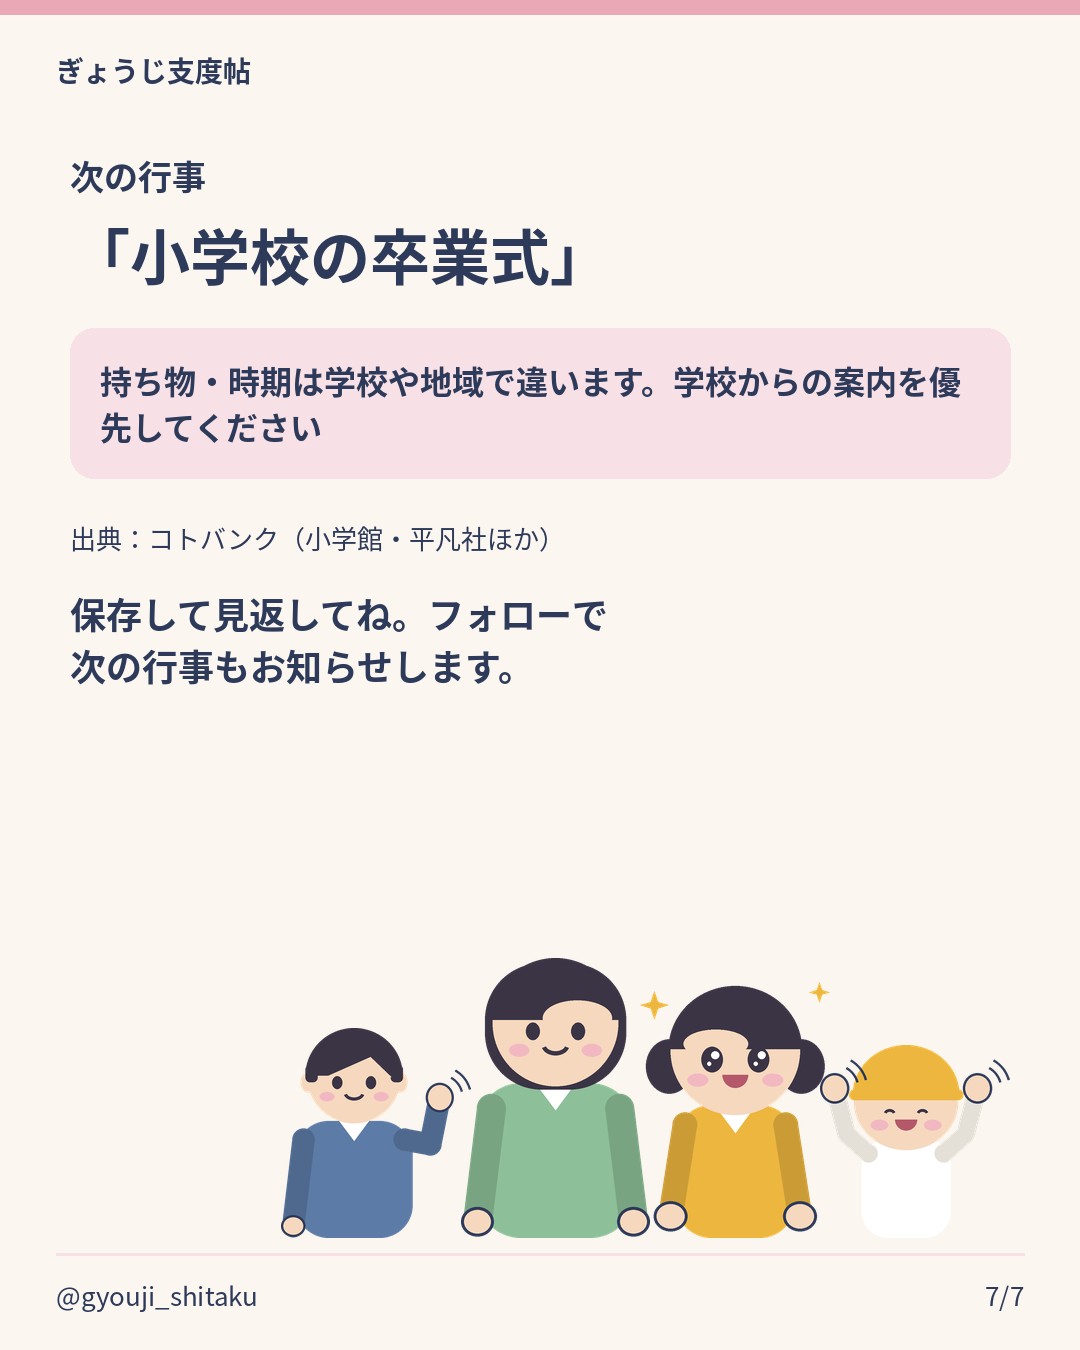 ぎょうじ支度帖
次の行事
「小学校の卒業式」
持ち物・時期は学校や地域で違います。学校からの案内を優
先してください
出典：コトバンク（小学館・平凡社ほか）
保存して見返してね。フォローで
次の行事もお知らせします。
@gyouji_shitaku
7/7